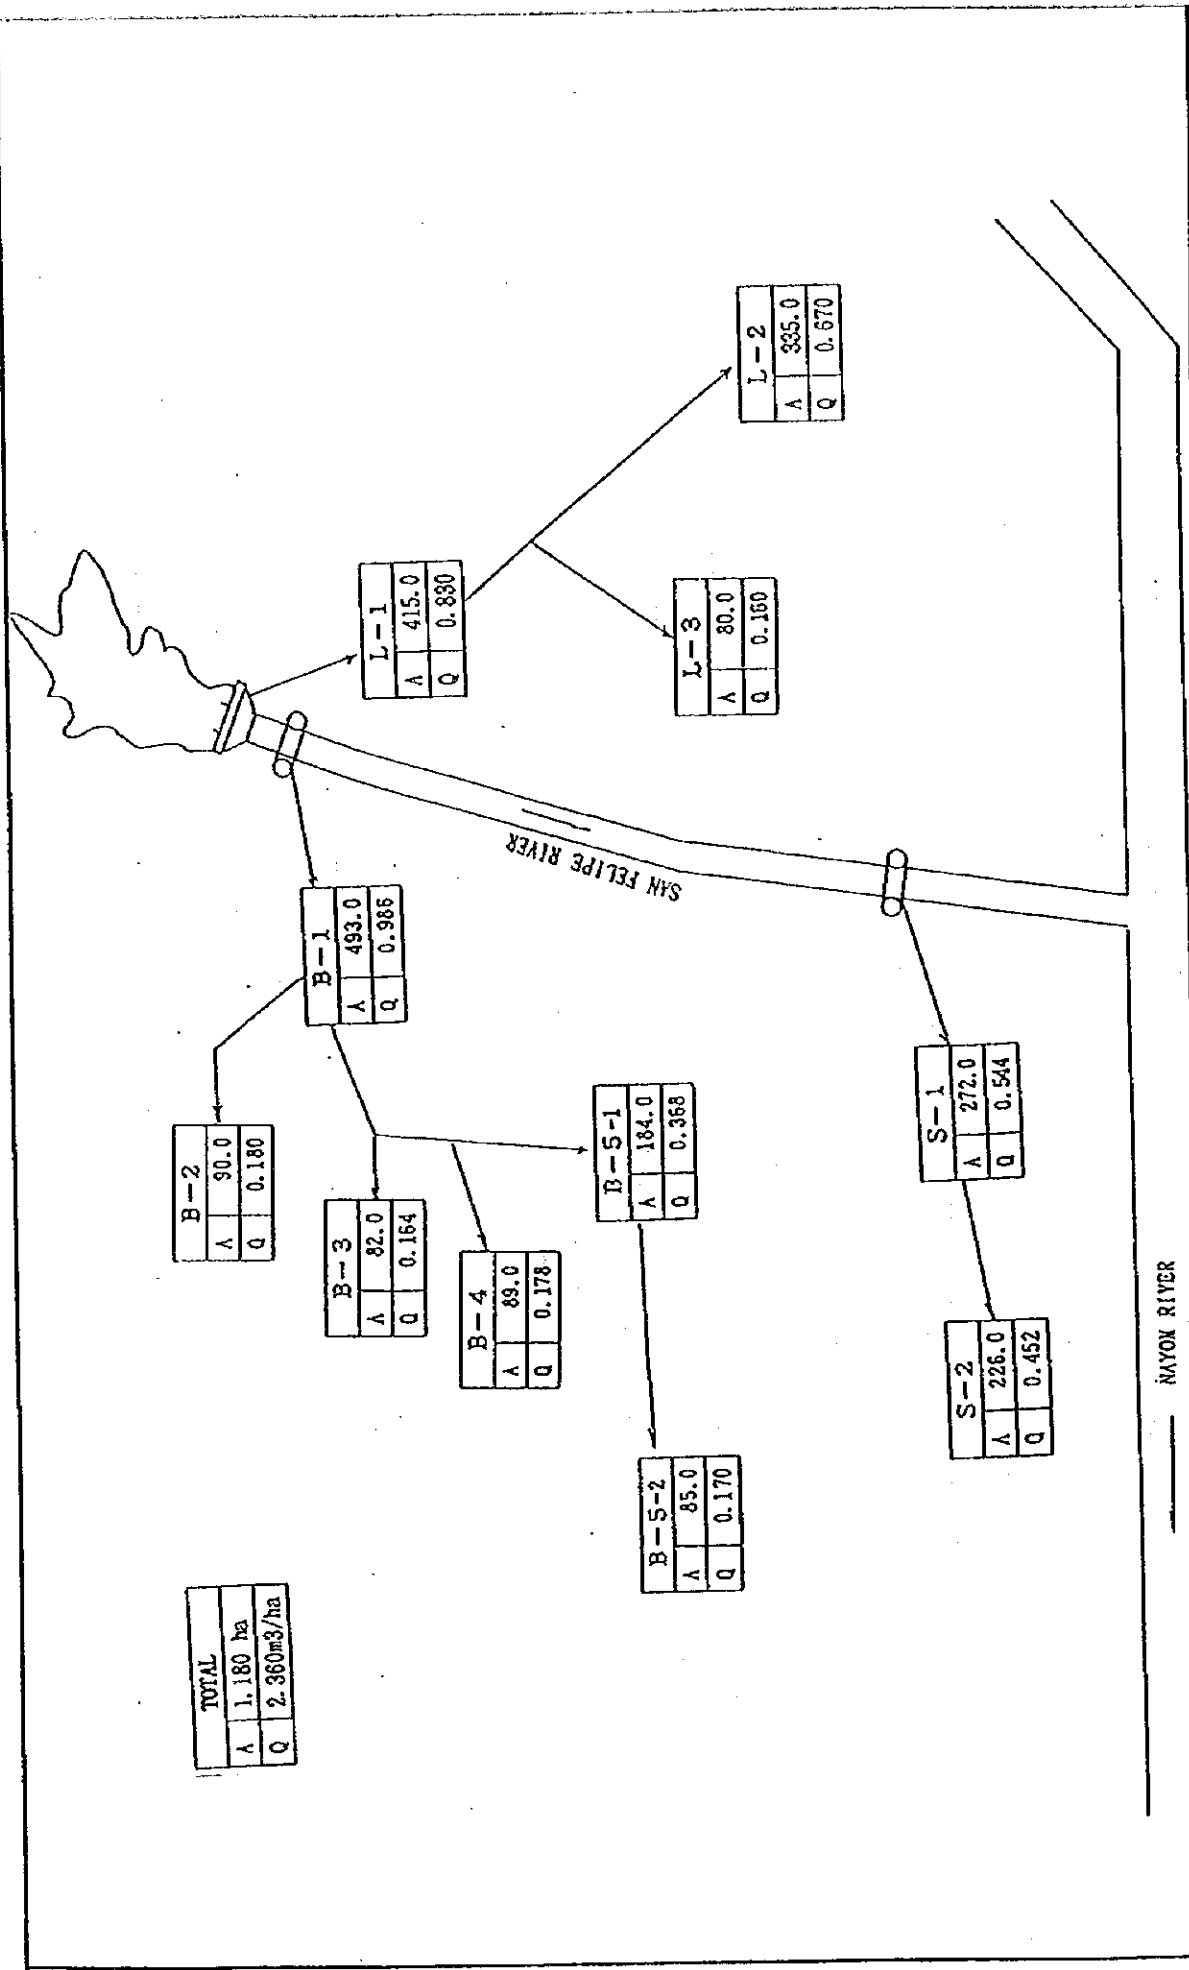 TOTAL
A 1.180 ha
Q 2.360m3/ha
B-2
A 90.0
Q 0.180
B-1
A 493.0
Q 0.986
L-1
A 415.0
Q 0.830
B-3
A 82.0
Q 0.164
B-4
A 89.0
Q 0.178
SAN FELIPE RIVER
B-5-1
A 184.0
Q 0.368
B-5-2
A 85.0
Q 0.170
L-3
A 80.0
Q 0.160
L-2
A 335.0
Q 0.670
S-1
A 272.0
Q 0.544
S-2
A 226.0
Q 0.452
NAYON RIVER